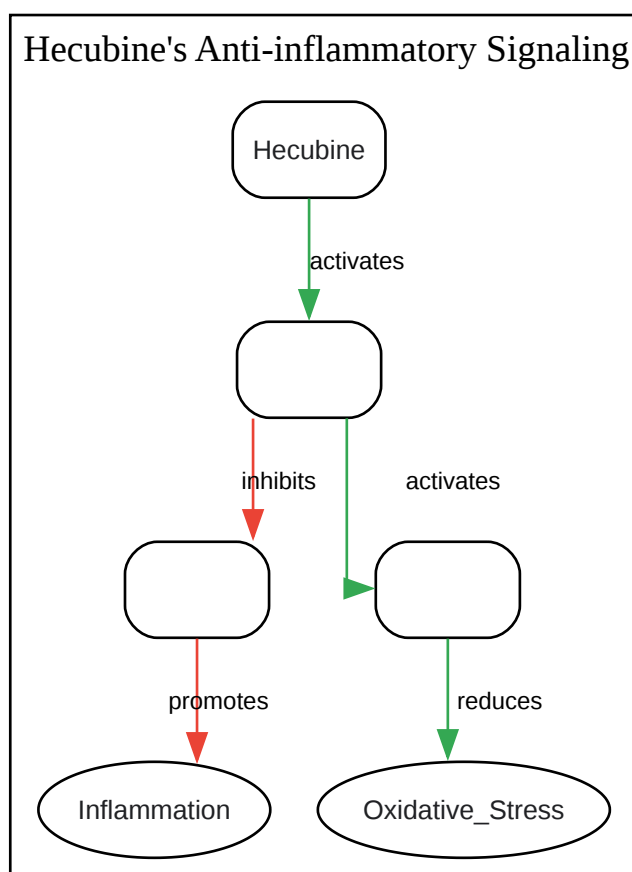 Hecubine's Anti-inflammatory Signaling
Hecubine
activates
inhibits
activates
promotes
reduces
Inflammation
Oxidative_Stress